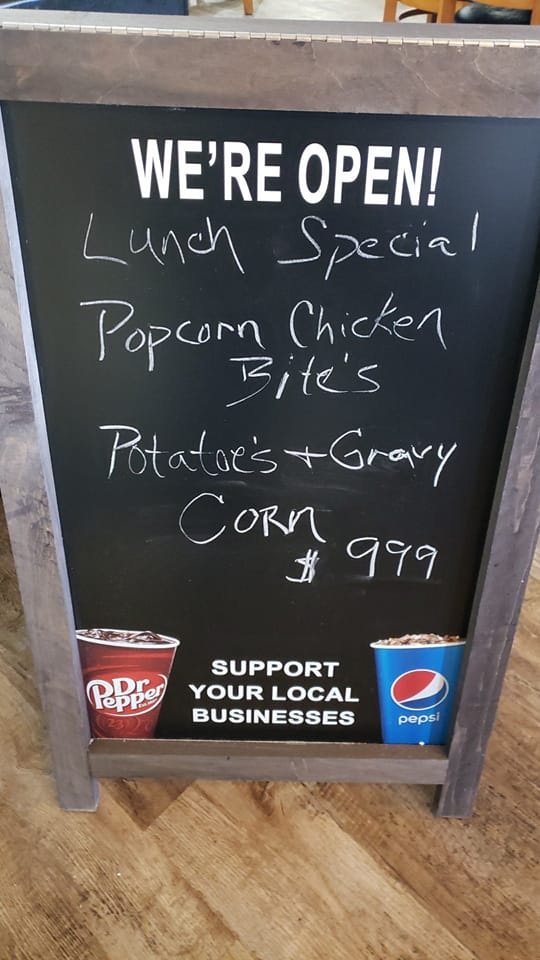 WE'RE OPEN!
Lunch Special
Popcorn Chicken
Bite's
Potatoe's + Gravy
CORN
$ 999
SUPPORT
YOUR LOCAL
BUSINESSES
Dr
Pepper
pepsi